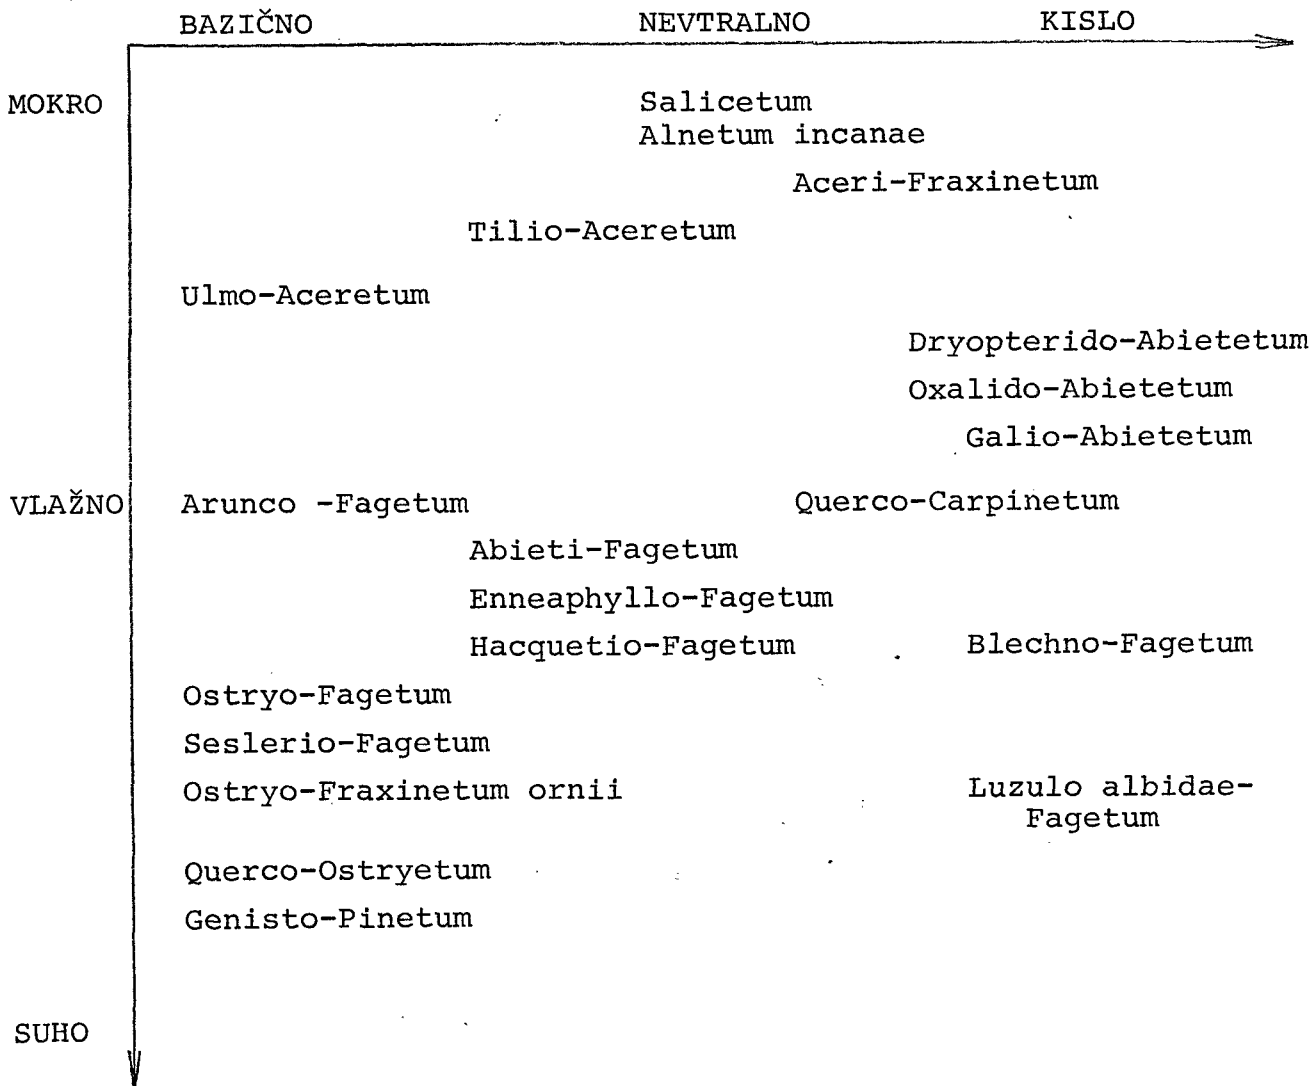 BAZIČNO NEVTRALNO KISLO
MOKRO Salicetum
Alnetum incanae
Aceri-Fraxinetum
Tilio-Aceretum
Ulmo-Aceretum
Dryopterido-Abietetum
Oxalido-Abietetum
Galio-Abietetum
VLAŽNO Arunco -Fagetum Querco-Carpinetum
Abieti-Fagetum
Enneaphyllo-Fagetum
Hacquetio-Fagetum Blechno-Fagetum
Ostryo-Fagetum
Seslerio-Fagetum
Ostryo-Fraxinetum ornii Luzulo albidae-
Fagetum
Querco-Ostryetum
Genisto-Pinetum
SUHO